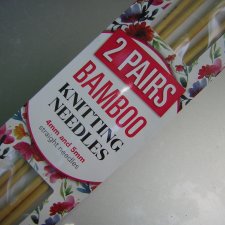 2 PAIRS
BAMBOO
KNITTING
NEEDLES
4mm and 5mm
straight needles